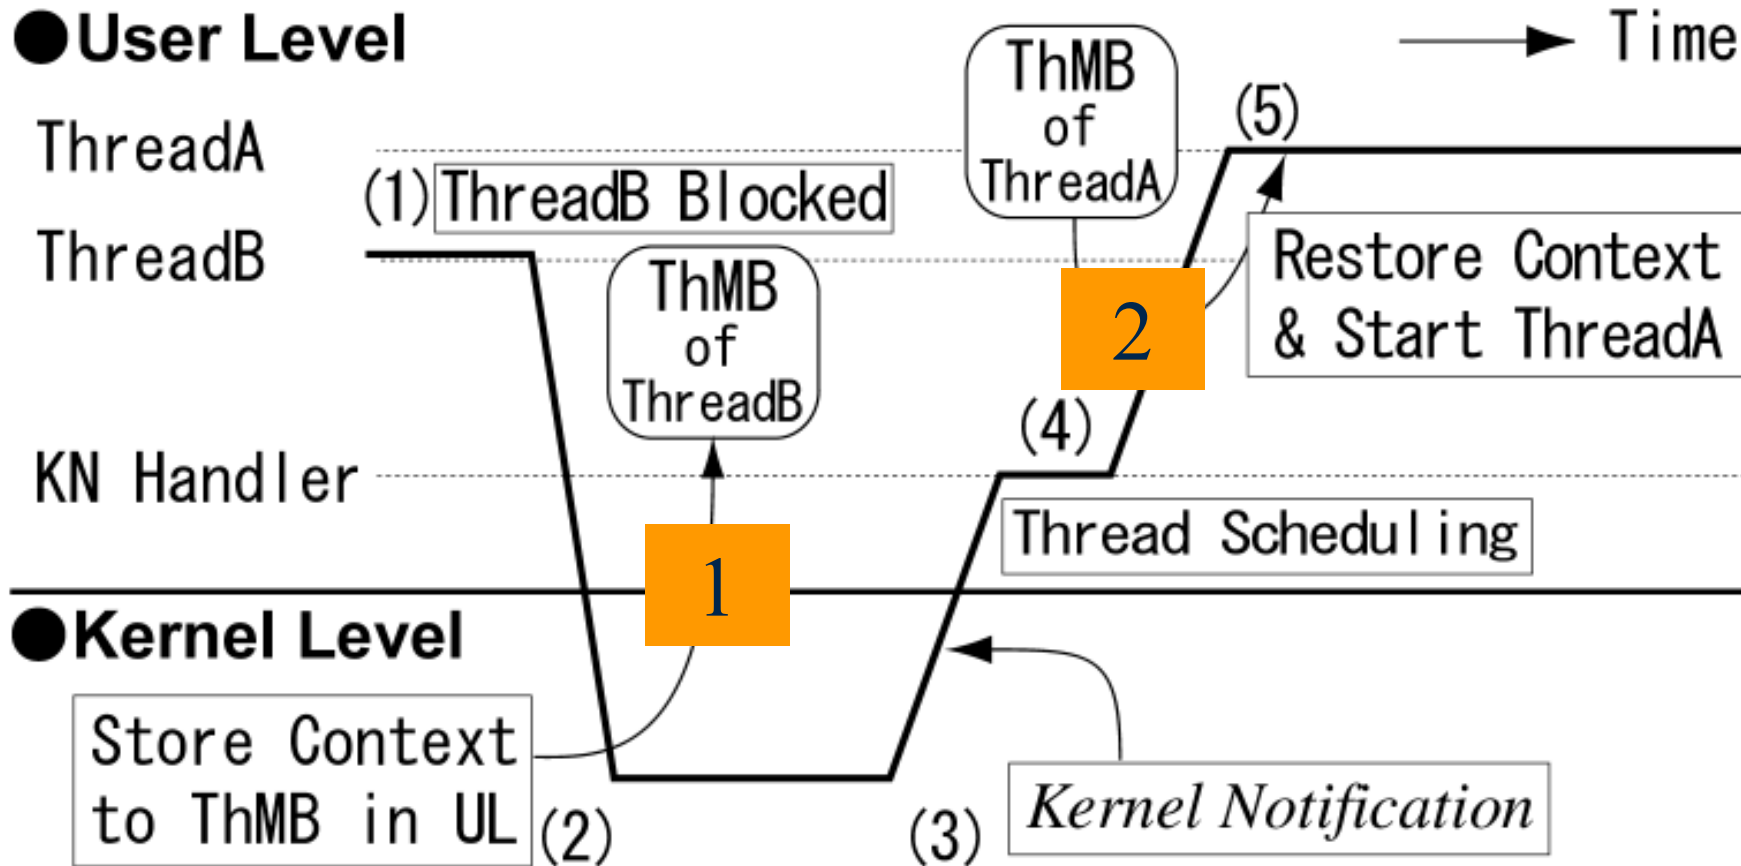 ●User Level
Time
ThMB
of
ThreadA
(5)
ThreadA
(1) ThreadB Blocked
ThreadB
ThMB
of
ThreadB
Restore Context
& Start ThreadA
2
(4)
KN Handler
Thread Scheduling
1
●Kernel Level
Store Context
to ThMB in UL
(2)
(3)
Kernel Notification